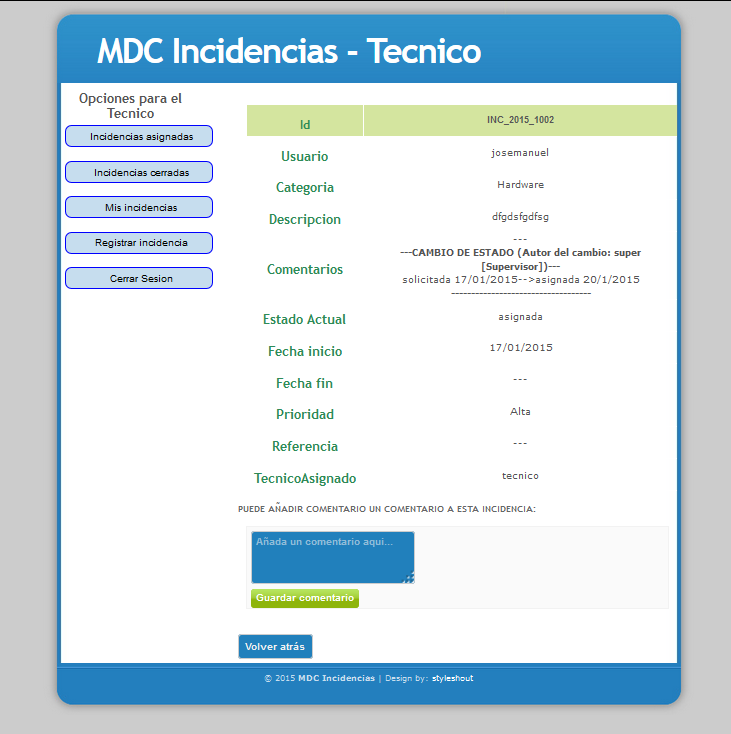 MDC Incidencias - Tecnico
Opciones para el
Tecnico
Incidencias asignadas
Incidencias cerradas
Mis incidencias
Registrar incidencia
Cerrar Sesion
Id INC_2015_1002
Usuario josemanuel
Categoria Hardware
Descripcion dfgdsfgdfsg
---
---CAMBIO DE ESTADO (Autor del cambio: super
[Supervisor])---
Comentarios
solicitada 17/01/2015-->asignada 20/1/2015
-----------------------------------
Estado Actual asignada
Fecha inicio 17/01/2015
Fecha fin ---
Prioridad Alta
Referencia ---
TecnicoAsignado tecnico
PUEDE AÑADIR COMENTARIO UN COMENTARIO A ESTA INCIDENCIA:
Añada un comentario aqui...
Guardar comentario
Volver atrás
© 2015 MDC Incidencias | Design by: styleshout